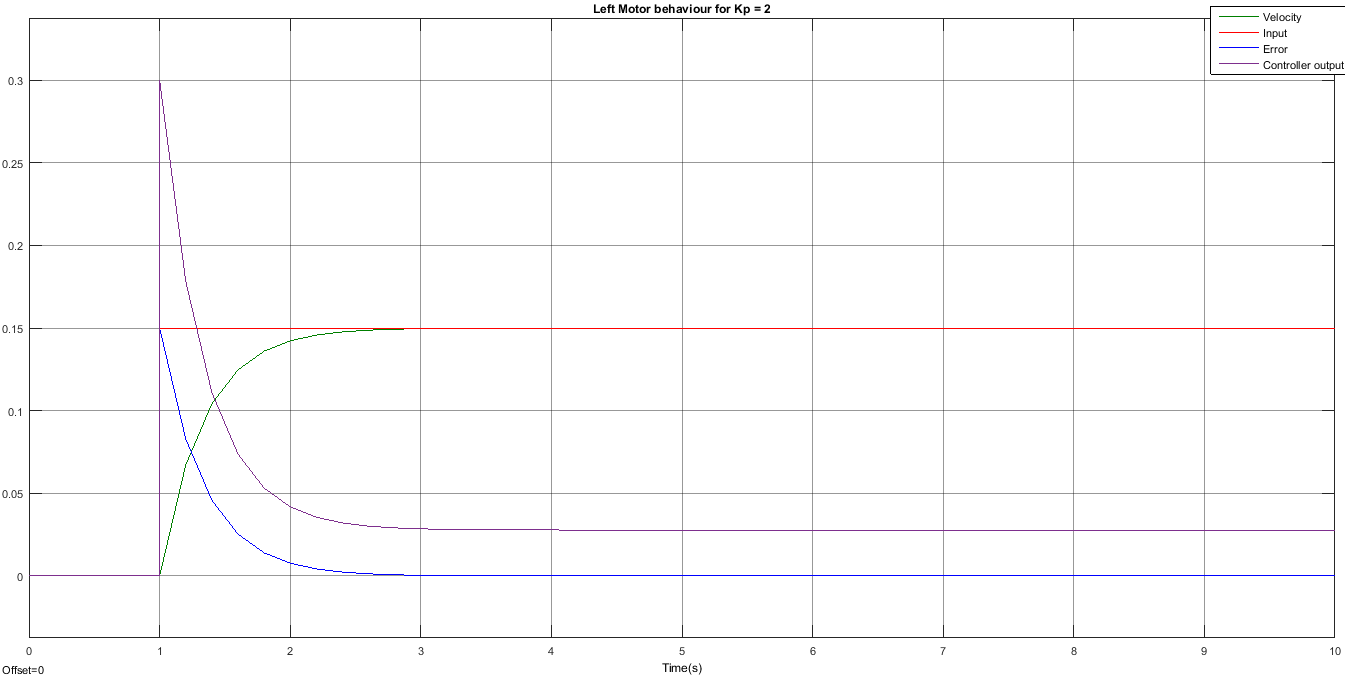 Left Motor behaviour for Kp = 2
Velocity
Input
Error
Controller output
0.3
0.25
0.2
0.15
0.1
0.05
0
0 1 2 3 4 5 6 7 8 9 10
Time(s)
Offset=0